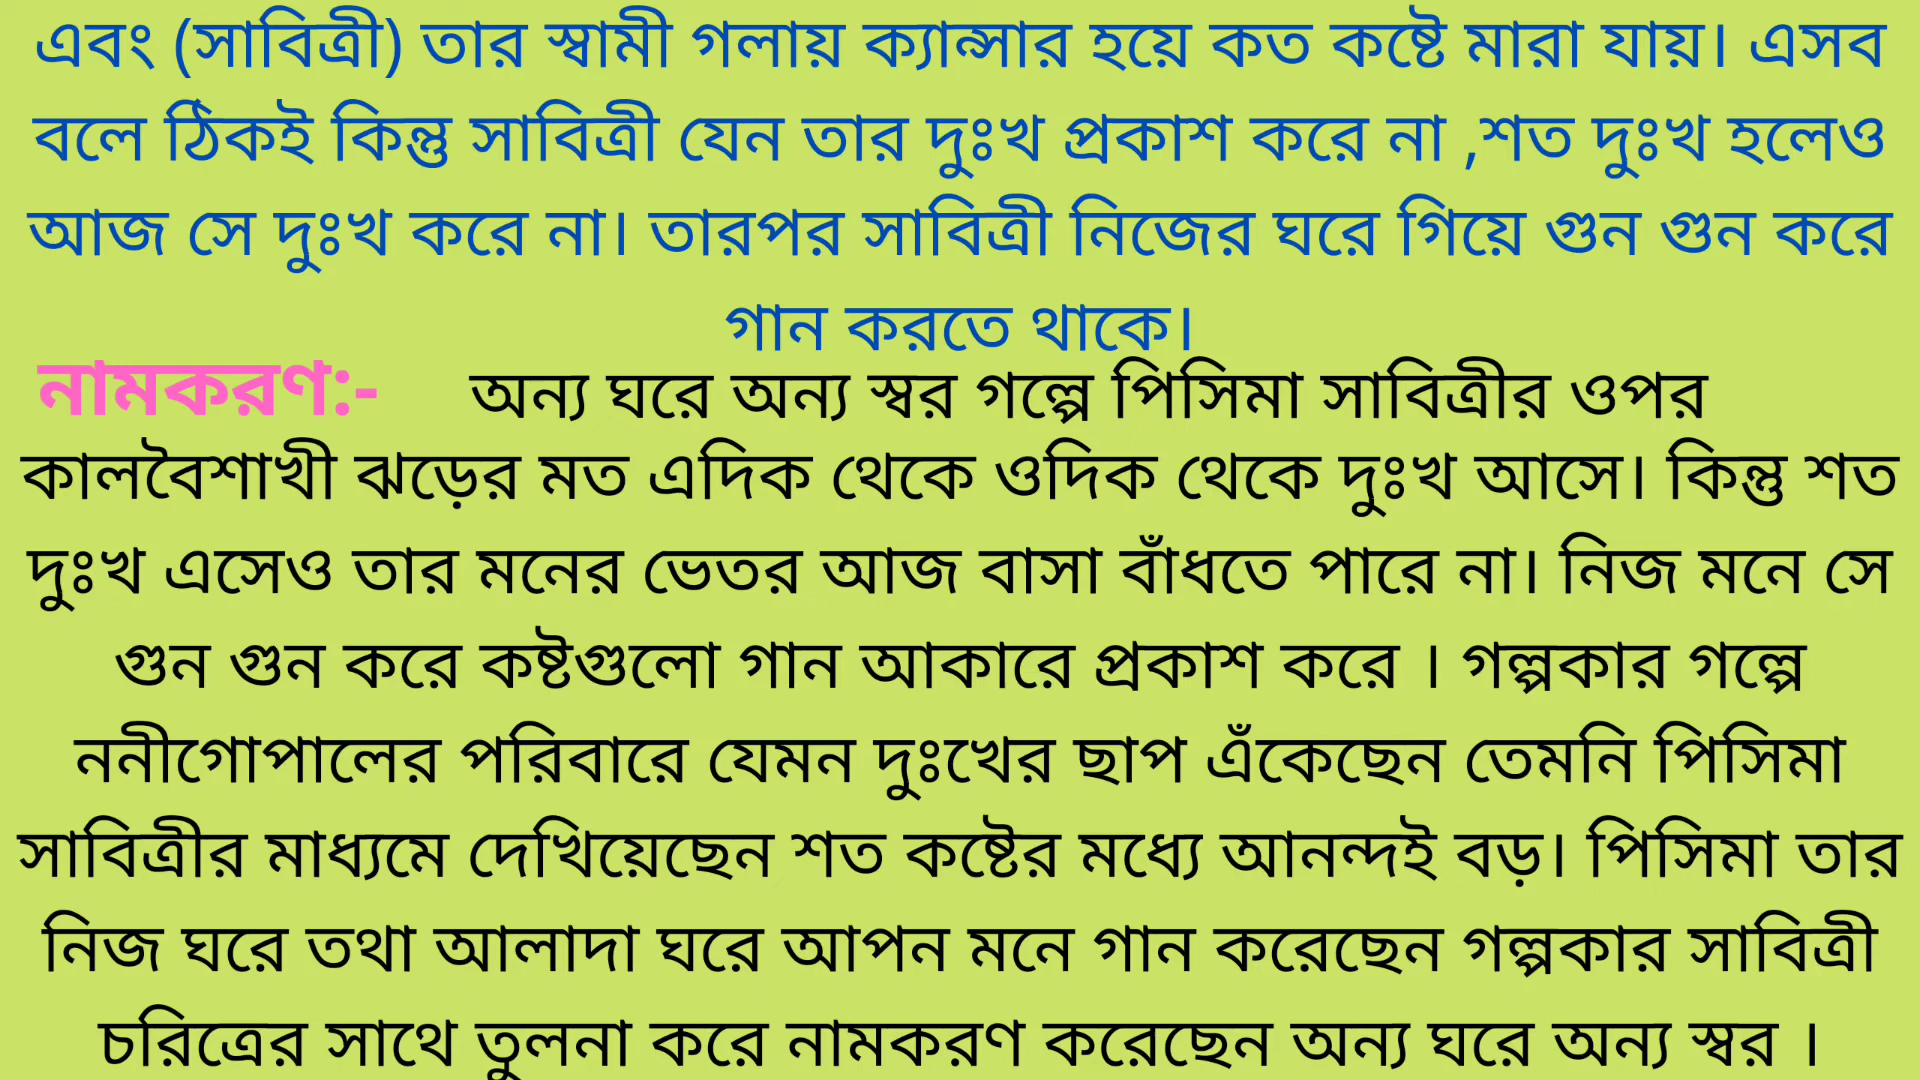 এবং (সাবিত্রী) তার স্বামী গলায় ক্যান্সার হয়ে কত কষ্টে মারা যায়। এসব
বলে ঠিকই কিন্তু সাবিত্রী যেন তার দুঃখ প্রকাশ করে না ,শত দুঃখ হলেও
আজ সে দুঃখ করে না। তারপর সাবিত্রী নিজের ঘরে গিয়ে গুন গুন করে
গান করতে থাকে।
নামকরণ:- অন্য ঘরে অন্য স্বর গল্পে পিসিমা সাবিত্রীর ওপর
কালবৈশাখী ঝড়ের মত এদিক থেকে ওদিক থেকে দুঃখ আসে। কিন্তু শত
দুঃখ এসেও তার মনের ভেতর আজ বাসা বাঁধতে পারে না। নিজ মনে সে
গুন গুন করে কষ্টগুলো গান আকারে প্রকাশ করে । গল্পকার গল্পে
ননীগোপালের পরিবারে যেমন দুঃখের ছাপ এঁকেছেন তেমনি পিসিমা
সাবিত্রীর মাধ্যমে দেখিয়েছেন শত কষ্টের মধ্যে আনন্দই বড়। পিসিমা তার
নিজ ঘরে তথা আলাদা ঘরে আপন মনে গান করেছেন গল্পকার সাবিত্রী
চরিত্রের সাথে তুলনা করে নামকরণ করেছেন অন্য ঘরে অন্য স্বর ।